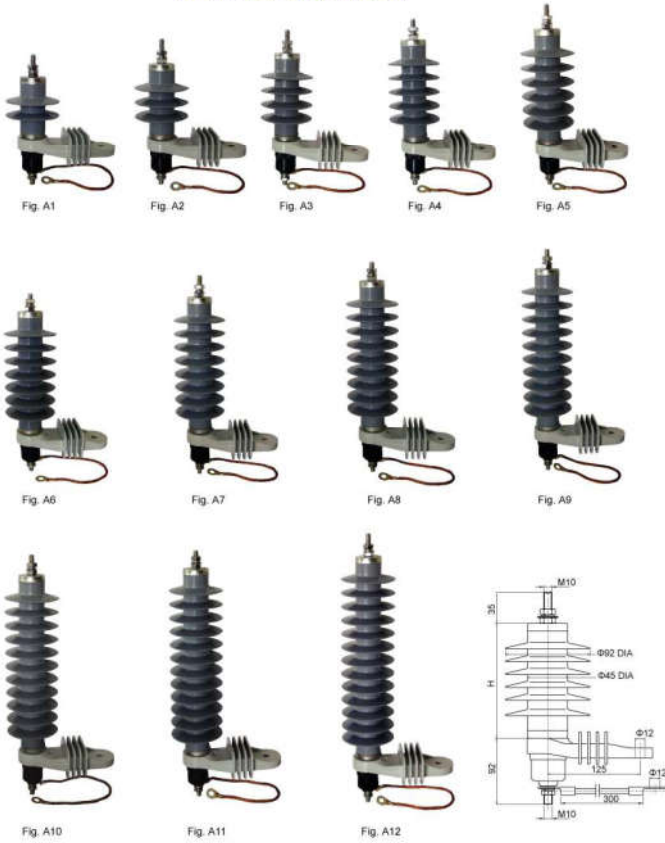 Fig. A1
Fig. A2
Fig. A3
Fig. A4
Fig. A5
Fig. A6
Fig. A7
Fig. A8
Fig. A9
M10
35
Φ92 DIA
Φ45 DIA
H
Φ12
125
Φ12
92
300
M10
Fig. A10
Fig. A11
Fig. A12